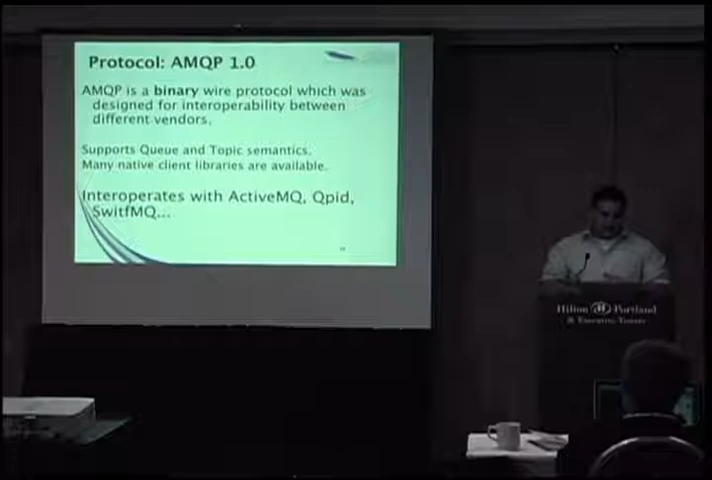 Protocol: AMQP 1.0
AMQP is a binary wire protocol which was
designed for interoperability between
different vendors.
Supports Queue and Topic semantics.
Many native client libraries are available.
Interoperates with ActiveMQ, Qpid,
SwitfMQ...
Hilton Portland
& Executive Tower